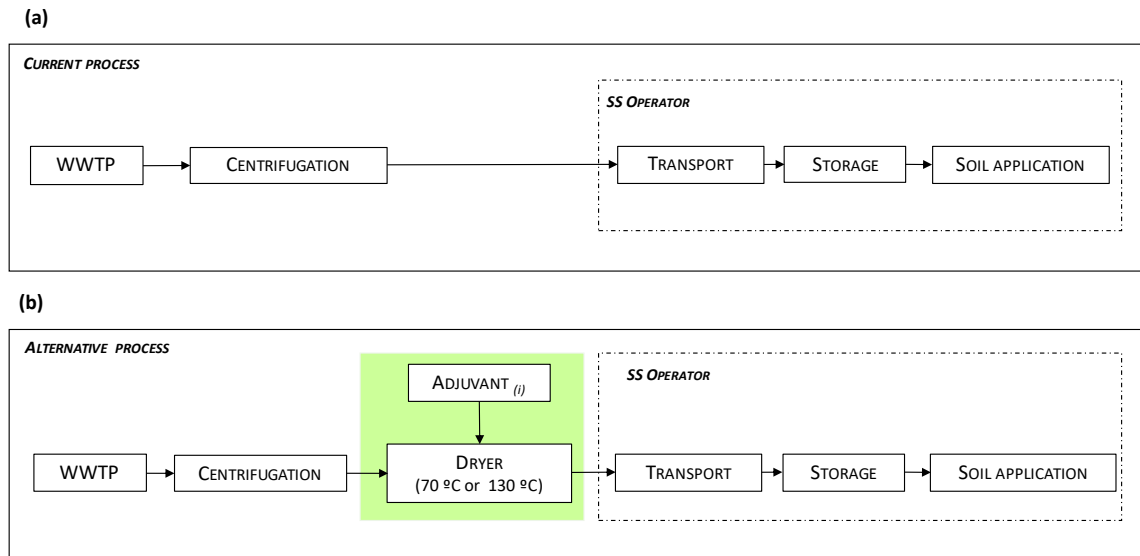 (a)
CURRENT PROCESS
SS OPERATOR
WWTP
CENTRIFUGATION
TRANSPORT
STORAGE
SOIL APPLICATION
(b)
ALTERNATIVE PROCESS
SS OPERATOR
ADJUVANT (i)
WWTP
CENTRIFUGATION
DRYER
(70 ºC or 130 ºC)
TRANSPORT
STORAGE
SOIL APPLICATION